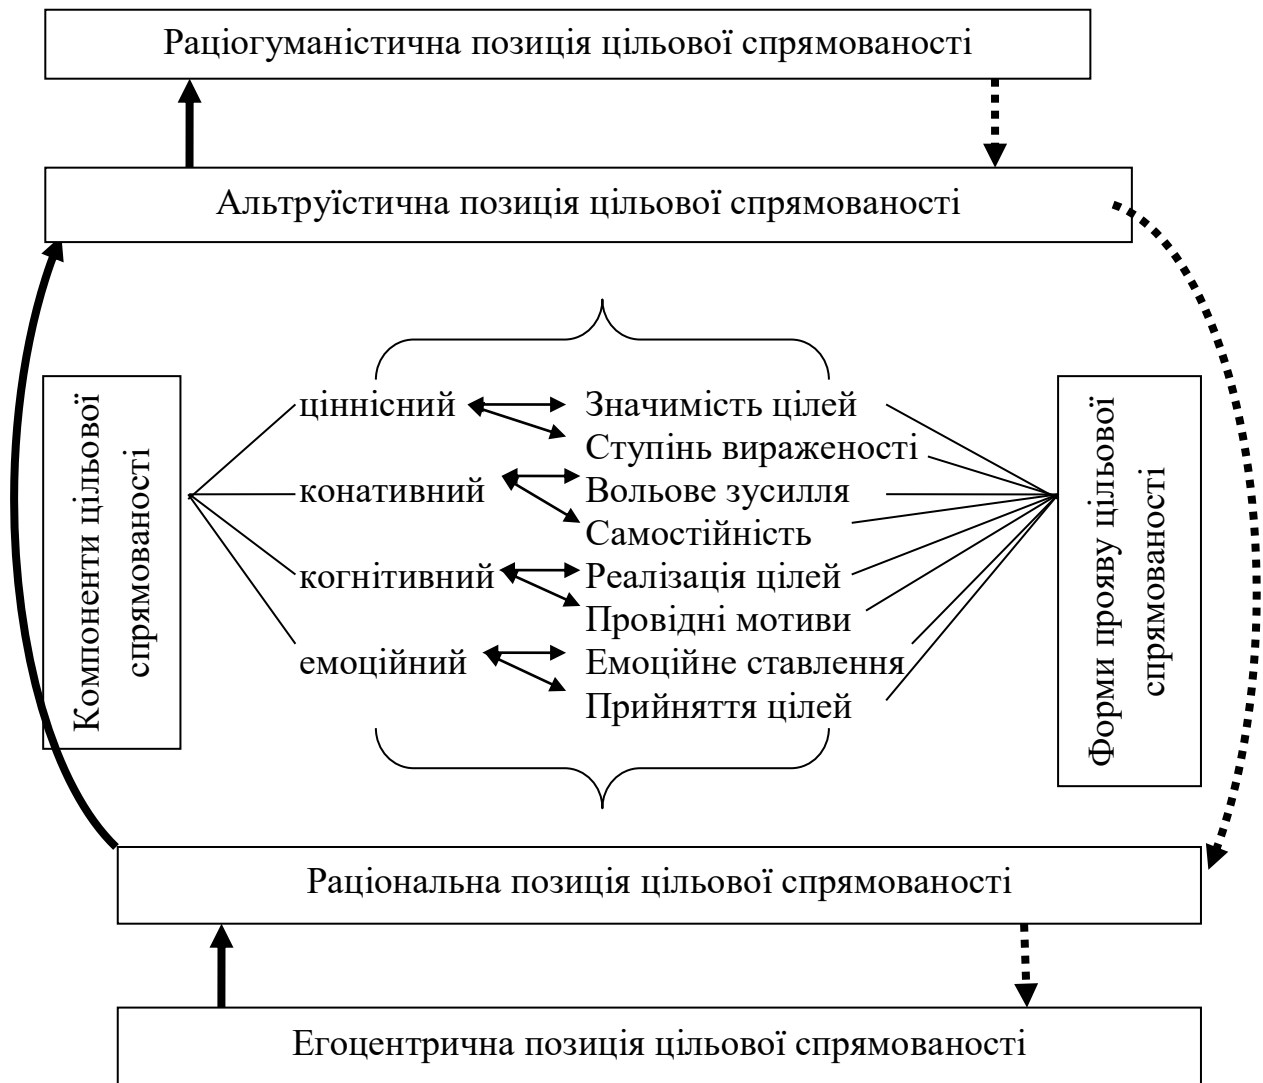 Раціогуманістична позиція цільової спрямованості
Альтруїстична позиція цільової спрямованості
Компоненти цільової
спрямованості
ціннісний
конативний
когнітивний
емоційний
Значимість цілей
Ступінь вираженості
Вольове зусилля
Самостійність
Реалізація цілей
Провідні мотиви
Емоційне ставлення
Прийняття цілей
Форми прояву цільової
спрямованості
Раціональна позиція цільової спрямованості
Егоцентрична позиція цільової спрямованості